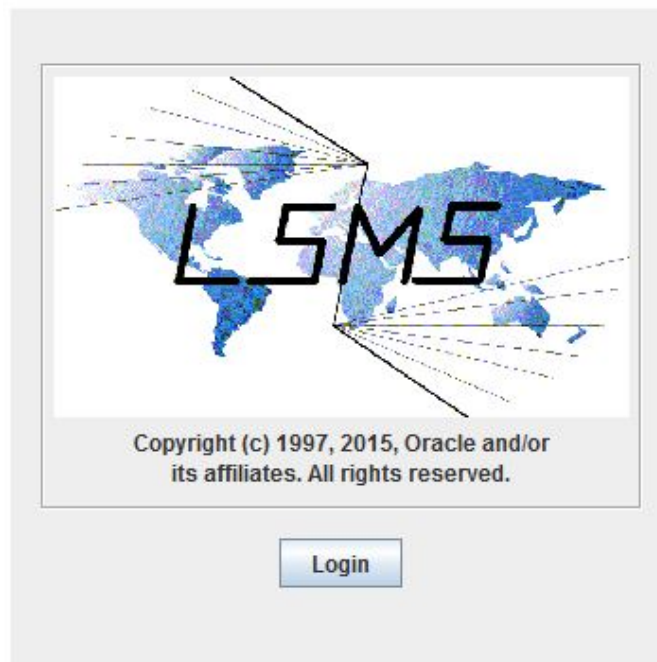 LSMS
Copyright (c) 1997, 2015, Oracle and/or
its affiliates. All rights reserved.
Login